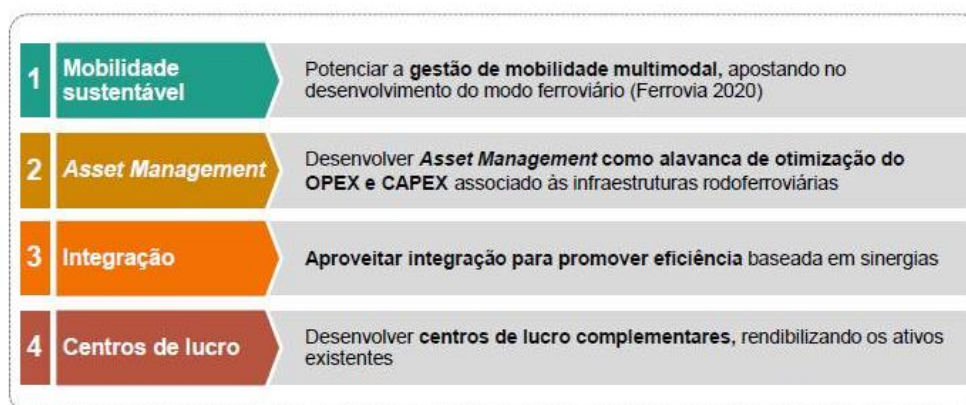 1
Mobilidade
sustentável
Potenciar a gestão de mobilidade multimodal, apostando no
desenvolvimento do modo ferroviário (Ferrovia 2020)
2
Asset Management
Desenvolver Asset Management como alavanca de otimização do
OPEX e CAPEX associado às infraestruturas rodoferroviárias
3
Integração
Aproveitar integração para promover eficiência baseada em sinergias
4
Centros de lucro
Desenvolver centros de lucro complementares, rendibilizando os ativos
existentes